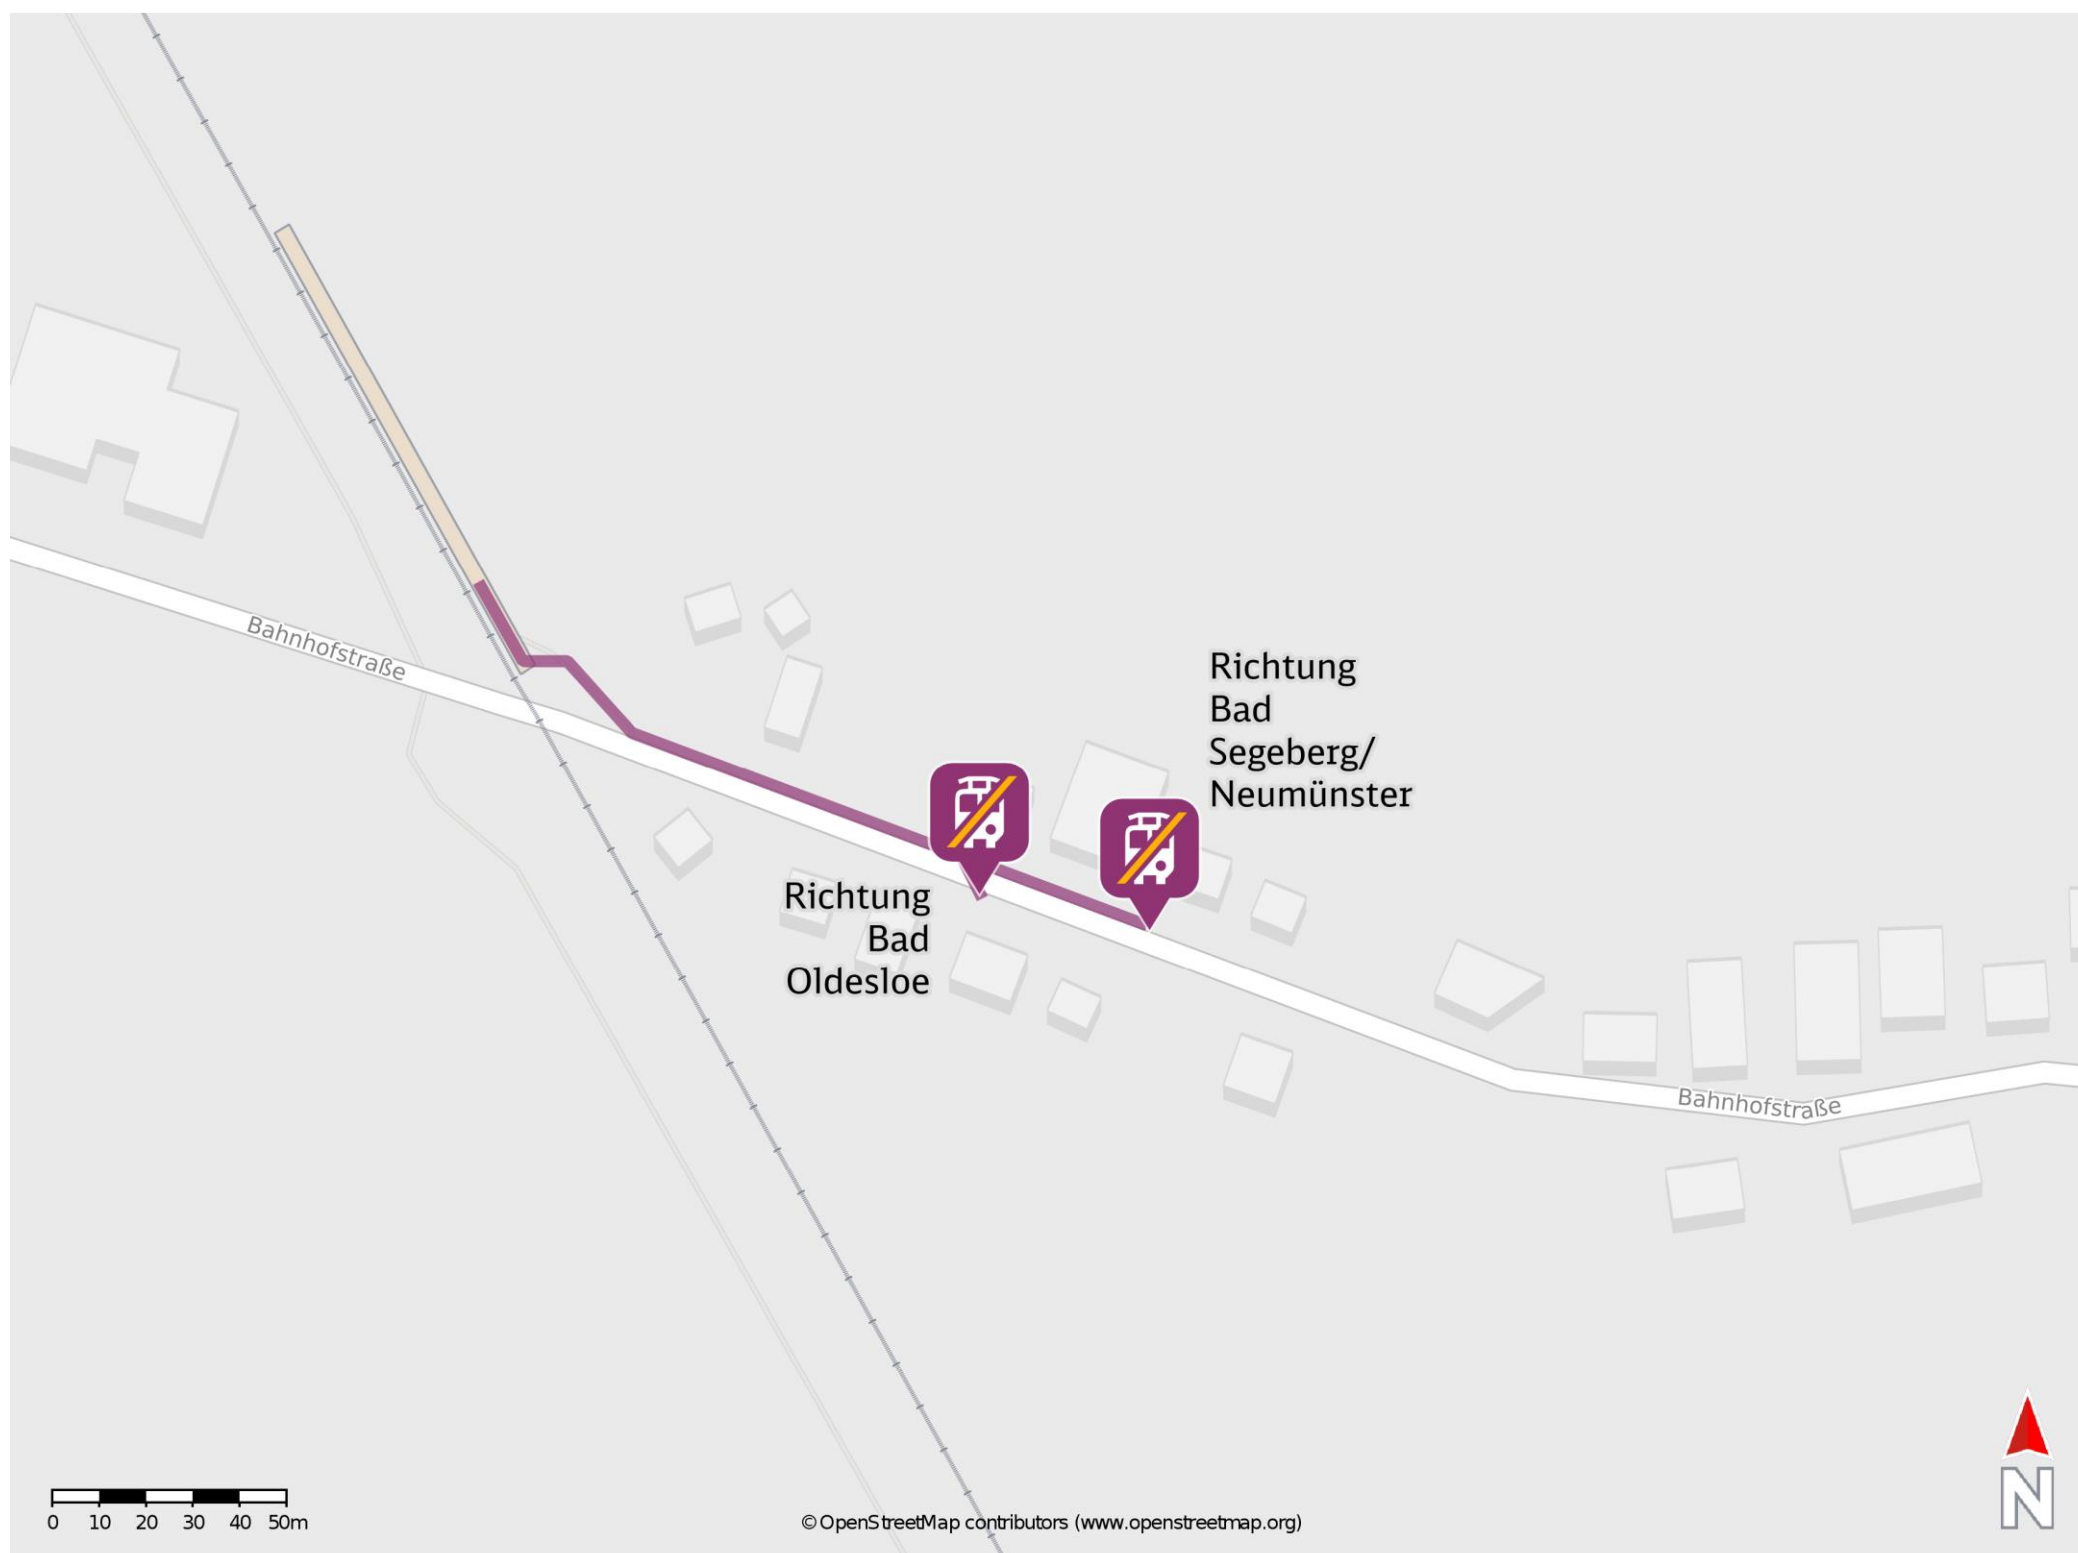 Bahnhofstraße
Richtung
Bad
Segeberg/
Neumünster
Richtung
Bad
Oldesloe
Bahnhofstraße
0 10 20 30 40 50m
© OpenStreetMap contributors (www.openstreetmap.org)
N